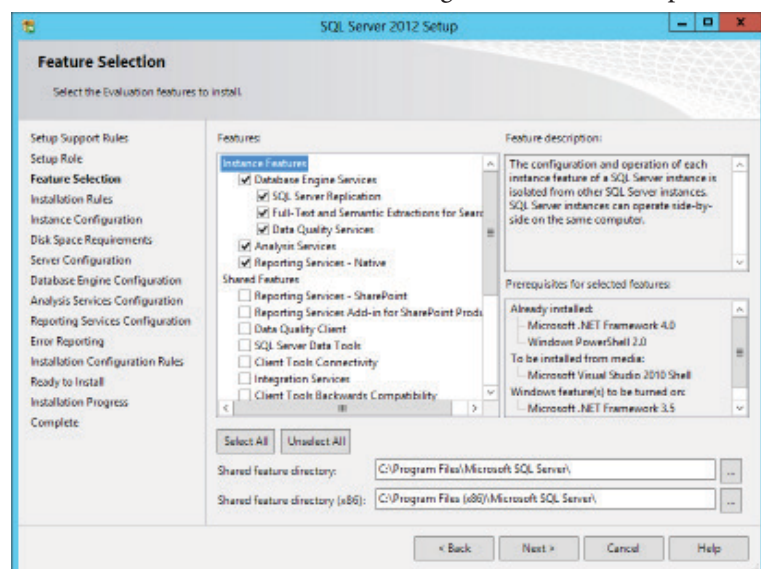 SQL Server 2012 Setup
Feature Selection
Select the Evaluation features to install.
Setup Support Rules
Setup Role
Feature Selection
Installation Rules
Instance Configuration
Disk Space Requirements
Server Configuration
Database Engine Configuration
Analysis Services Configuration
Reporting Services Configuration
Error Reporting
Installation Configuration Rules
Ready to Install
Installation Progress
Complete
Features:
Instance Features
Database Engine Services
SQL Server Replication
Full-Text and Semantic Extractions for Searc
Data Quality Services
Analysis Services
Reporting Services - Native
Shared Features
Reporting Services - SharePoint
Reporting Services Add-in for SharePoint Produ
Data Quality Client
SQL Server Data Tools
Client Tools Connectivity
Integration Services
Client Tools Backwards Compatibility
Select All
Unselect All
Feature description:
The configuration and operation of each
instance feature of a SQL Server instance is
isolated from other SQL Server instances.
SQL Server instances can operate side-by-
side on the same computer.
Prerequisites for selected features:
Already installed:
Microsoft .NET Framework 4.0
Windows PowerShell 2.0
To be installed from media:
Microsoft Visual Studio 2010 Shell
Windows feature(s) to be turned on:
Microsoft .NET Framework 3.5
Shared feature directory:
C:\Program Files\Microsoft SQL Server\
...
Shared feature directory (x86):
C:\Program Files (x86)\Microsoft SQL Server\
...
< Back
Next >
Cancel
Help